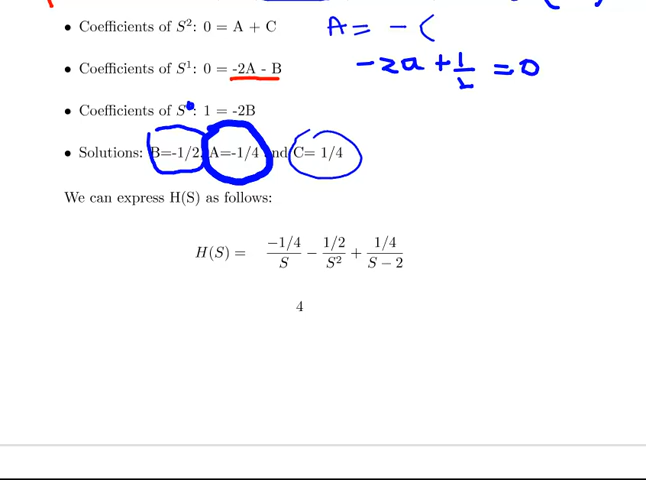 • Coefficients of S²: 0 = A + C
A = - C
• Coefficients of S¹: 0 = -2A - B
-2a + 1/2 = 0
• Coefficients of S : 1 = -2B
• Solutions: B=-1/2, A=-1/4 and C= 1/4
We can express H(S) as follows:
H(S) = -1/4 / S − 1/2 / S² + 1/4 / S − 2
4